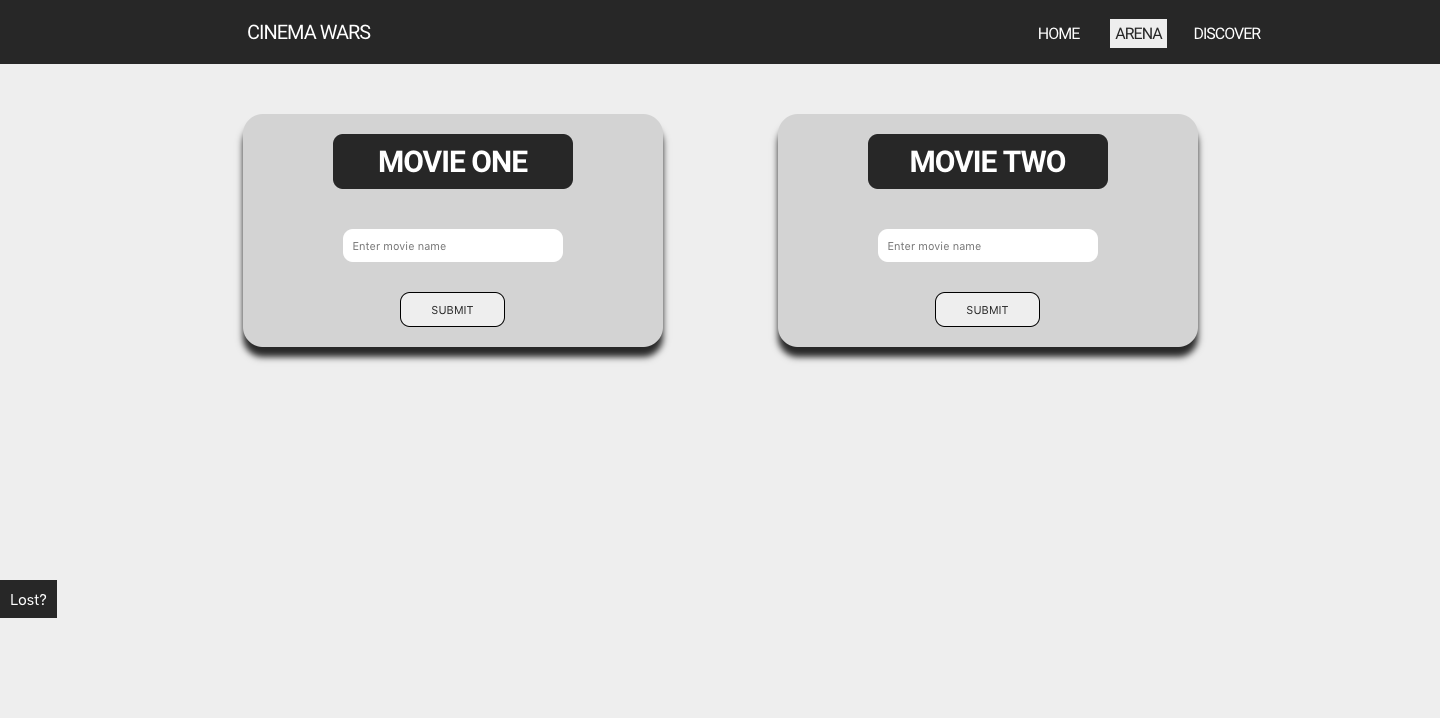 CINEMA WARS
HOME
ARENA
DISCOVER
MOVIE ONE
Enter movie name
SUBMIT
MOVIE TWO
Enter movie name
SUBMIT
Lost?